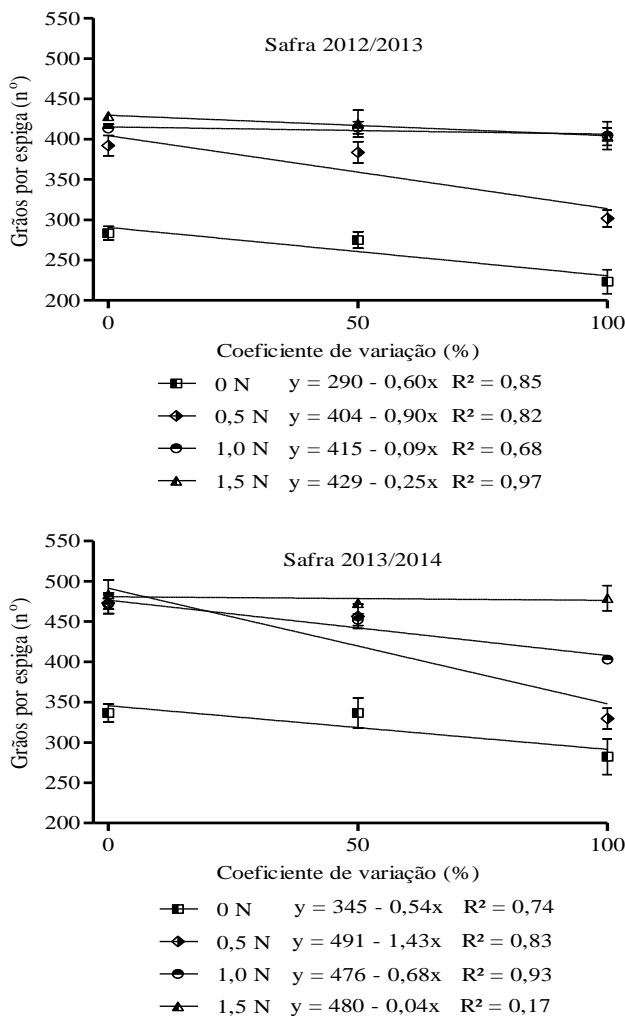 Safra 2012/2013
Grãos por espiga (nº)
550
500
450
400
350
300
250
200
0 50 100
Coeficiente de variação (%)
0 N y = 290 - 0,60x R² = 0,85
0,5 N y = 404 - 0,90x R² = 0,82
1,0 N y = 415 - 0,09x R² = 0,68
1,5 N y = 429 - 0,25x R² = 0,97
Safra 2013/2014
Grãos por espiga (nº)
550
500
450
400
350
300
250
200
0 50 100
Coeficiente de variação (%)
0 N y = 345 - 0,54x R² = 0,74
0,5 N y = 491 - 1,43x R² = 0,83
1,0 N y = 476 - 0,68x R² = 0,93
1,5 N y = 480 - 0,04x R² = 0,17